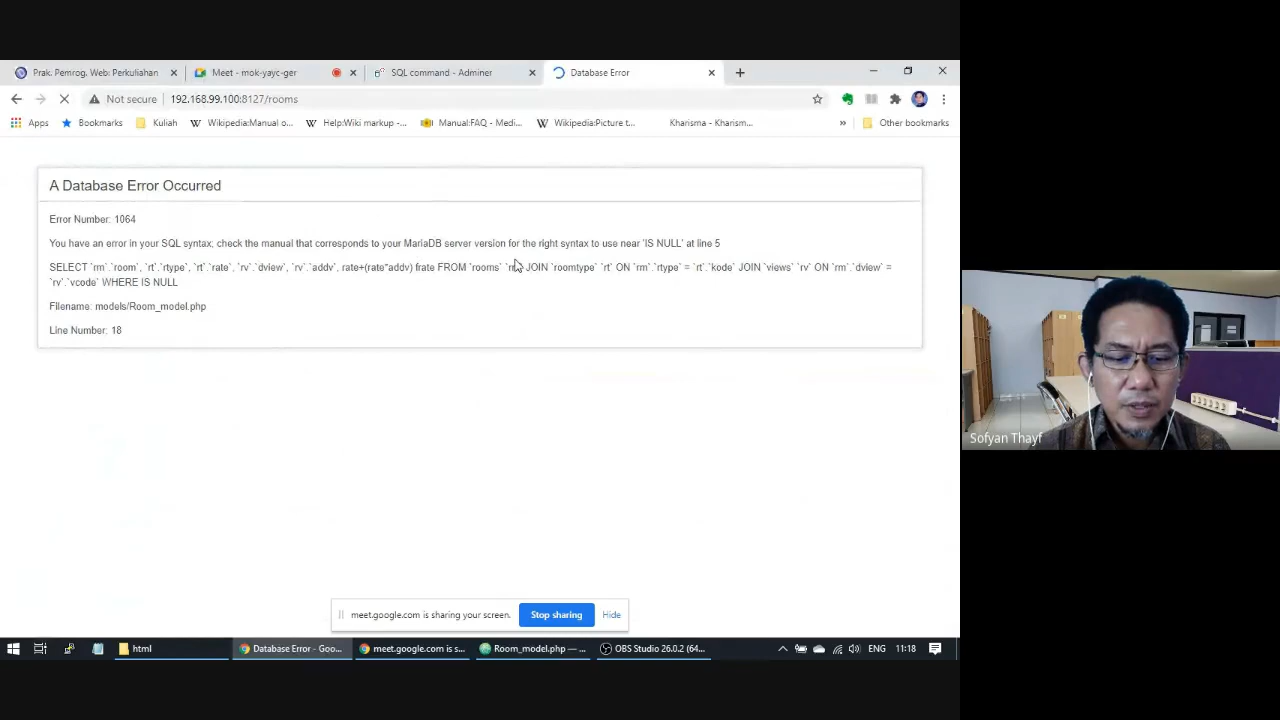 Prak. Pemrog. Web: Perkuliahan
Meet - mok-yayc-ger
SQL command - Adminer
Database Error
Not secure
192.168.99.100:8127/rooms
Apps
Bookmarks
Kuliah
Wikipedia:Manual o...
Help:Wiki markup -...
Manual:FAQ - Medi...
Wikipedia:Picture t...
Kharisma - Kharism...
»
Other bookmarks
A Database Error Occurred
Error Number: 1064
You have an error in your SQL syntax; check the manual that corresponds to your MariaDB server version for the right syntax to use near 'IS NULL' at line 5
SELECT `rm`.`room`, `rt`.`rtype`, `rt`.`rate`, `rv`.`dview`, `rv`.`addv`, rate+(rate*addv) frate FROM `rooms` JOIN `roomtype` `rt` ON `rm`.`rtype` = `rt`.`kode` JOIN `views` `rv` ON `rm`.`dview` =
`rv`.`vcode` WHERE IS NULL
Filename: models/Room_model.php
Line Number: 18
Sofyan Thayf
meet.google.com is sharing your screen.
Stop sharing
Hide
html
Database Error - Goo...
meet.google.com is s...
Room_model.php — ...
OBS Studio 26.0.2 (64...
ENG
11:18